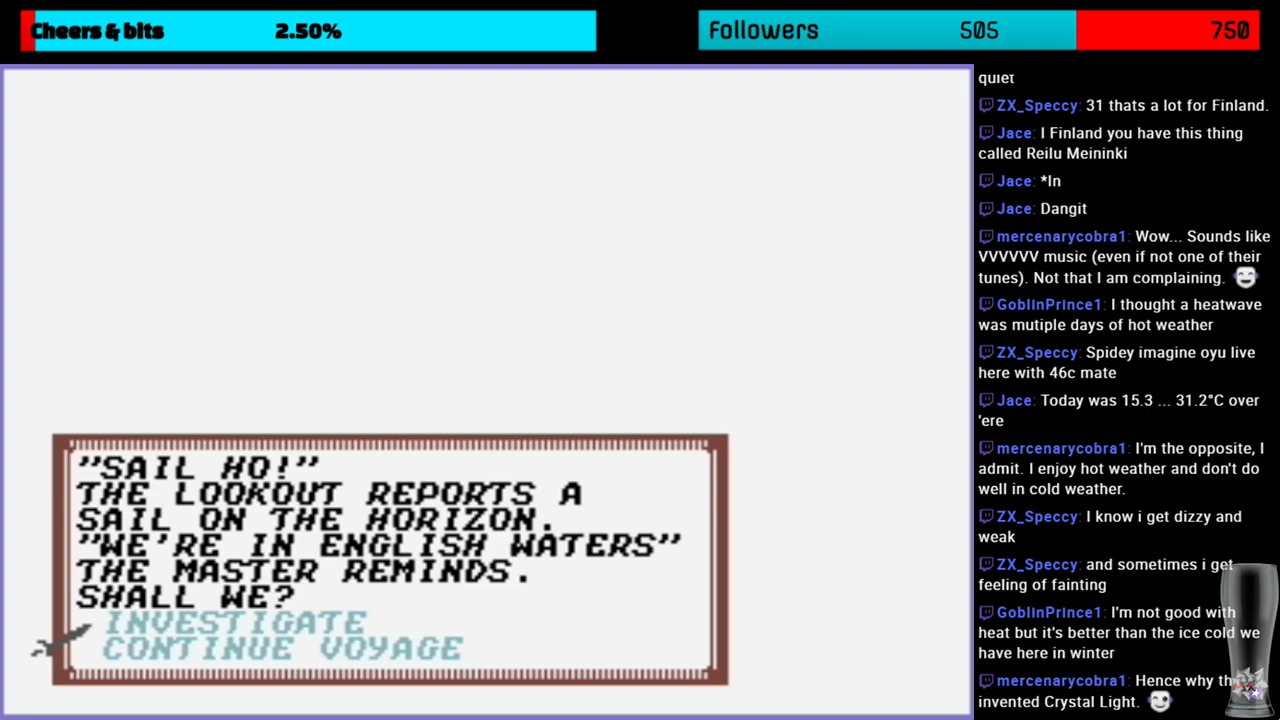 Cheers & bits 2.50%
Followers 505 750
"SAIL HO!"
THE LOOKOUT REPORTS A
SAIL ON THE HORIZON.
"WE'RE IN ENGLISH WATERS"
THE MASTER REMINDS.
SHALL WE?
INVESTIGATE
CONTINUE VOYAGE
quiet
ZX_Speccy: 31 thats a lot for Finland.
Jace: I Finland you have this thing
called Reilu Meininki
Jace: *In
Jace: Dangit
mercenarycobra1: Wow... Sounds like
VVVVVV music (even if not one of their
tunes). Not that I am complaining.
GoblinPrince1: I thought a heatwave
was mutiple days of hot weather
ZX_Speccy: Spidey imagine oyu live
here with 46c mate
Jace: Today was 15.3 ... 31.2°C over
'ere
mercenarycobra1: I'm the opposite, I
admit. I enjoy hot weather and don't do
well in cold weather.
ZX_Speccy: I know i get dizzy and
weak
ZX_Speccy: and sometimes i get
feeling of fainting
GoblinPrince1: I'm not good with
heat but it's better than the ice cold we
have here in winter
mercenarycobra1: Hence why
invented Crystal Light.